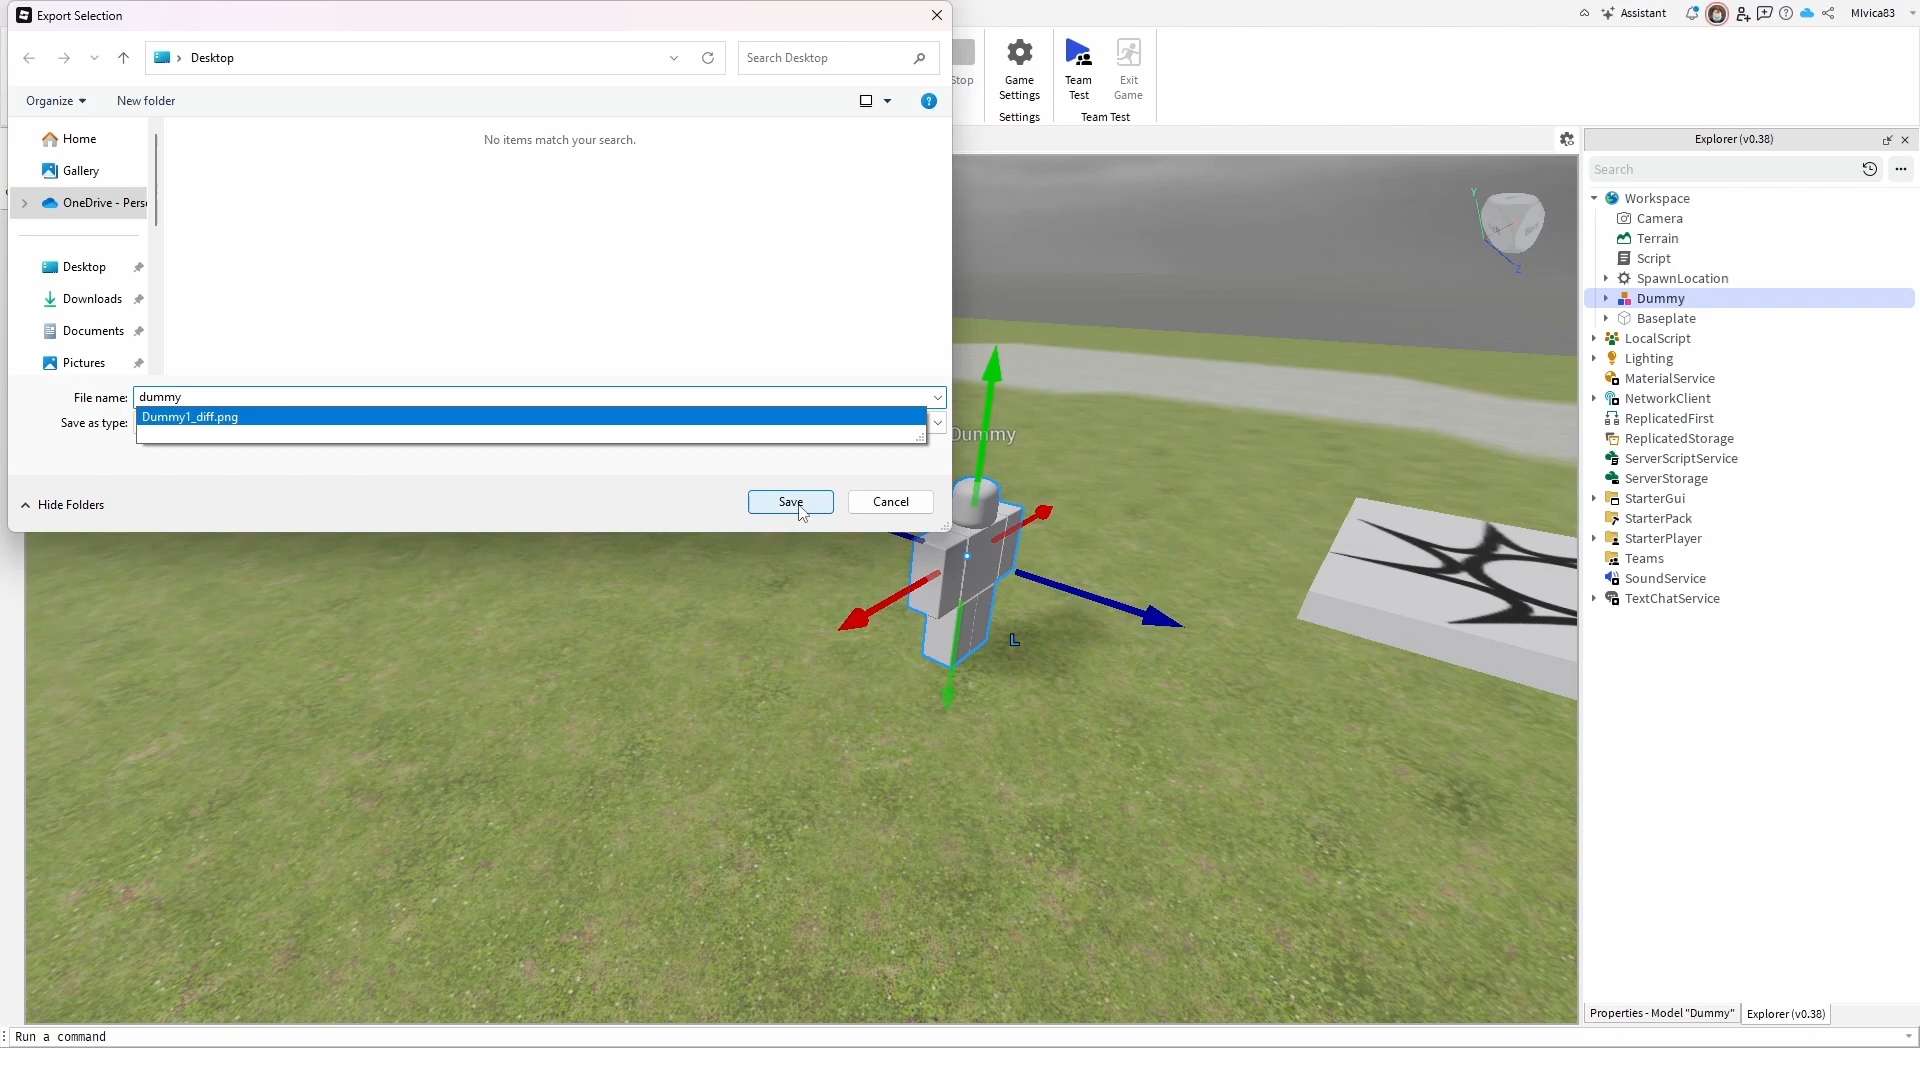 Export Selection
Assistant
MIvica83
Desktop
Search Desktop
Stop
Game Settings
Team Test
Exit Game
Settings
Team Test
Organize
New folder
Home
Gallery
OneDrive - Pers
Desktop
Downloads
Documents
Pictures
No items match your search.
File name:
dummy
Dummy1_diff.png
Save as type:
Hide Folders
Save
Cancel
Dummy
L
Y
Z
Explorer (v0.38)
Search
Workspace
Camera
Terrain
Script
SpawnLocation
Dummy
Baseplate
LocalScript
Lighting
MaterialService
NetworkClient
ReplicatedFirst
ReplicatedStorage
ServerScriptService
ServerStorage
StarterGui
StarterPack
StarterPlayer
Teams
SoundService
TextChatService
Properties - Model "Dummy"
Explorer (v0.38)
Run a command